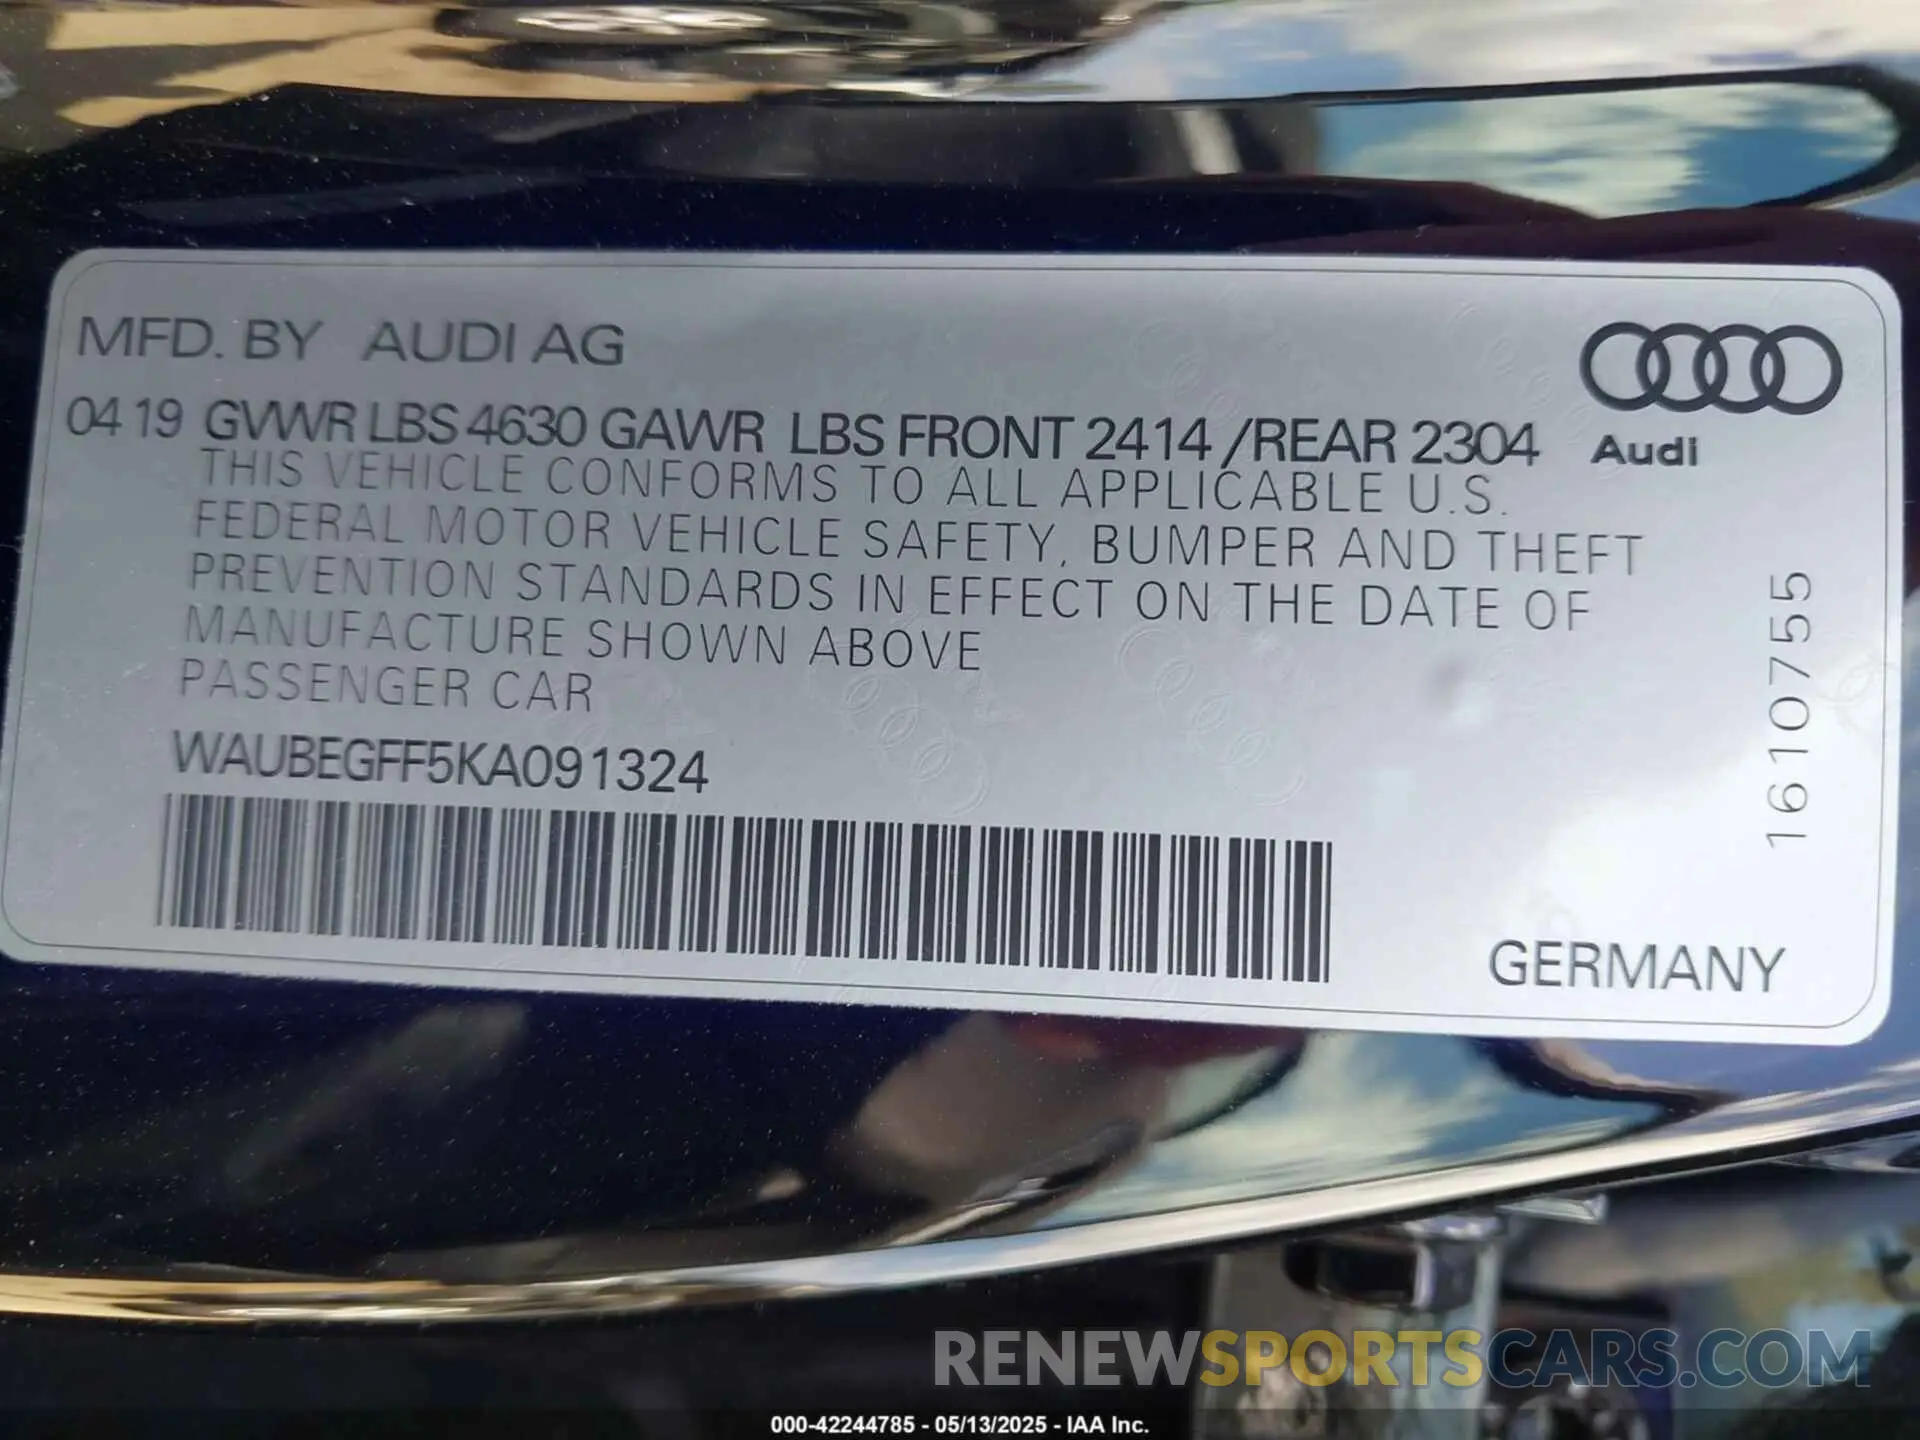 MFD. BY AUDI AG
04 19 GVWR LBS 4630 GAWR LBS FRONT 2414 /REAR 2304
Audi
THIS VEHICLE CONFORMS TO ALL APPLICABLE U.S.
FEDERAL MOTOR VEHICLE SAFETY, BUMPER AND THEFT
PREVENTION STANDARDS IN EFFECT ON THE DATE OF
MANUFACTURE SHOWN ABOVE
PASSENGER CAR
WAUBEGFF5KA091324
1610755
GERMANY
RENEWSPORTSCARS.COM
000-42244785 - 05/13/2025 - IAA Inc.